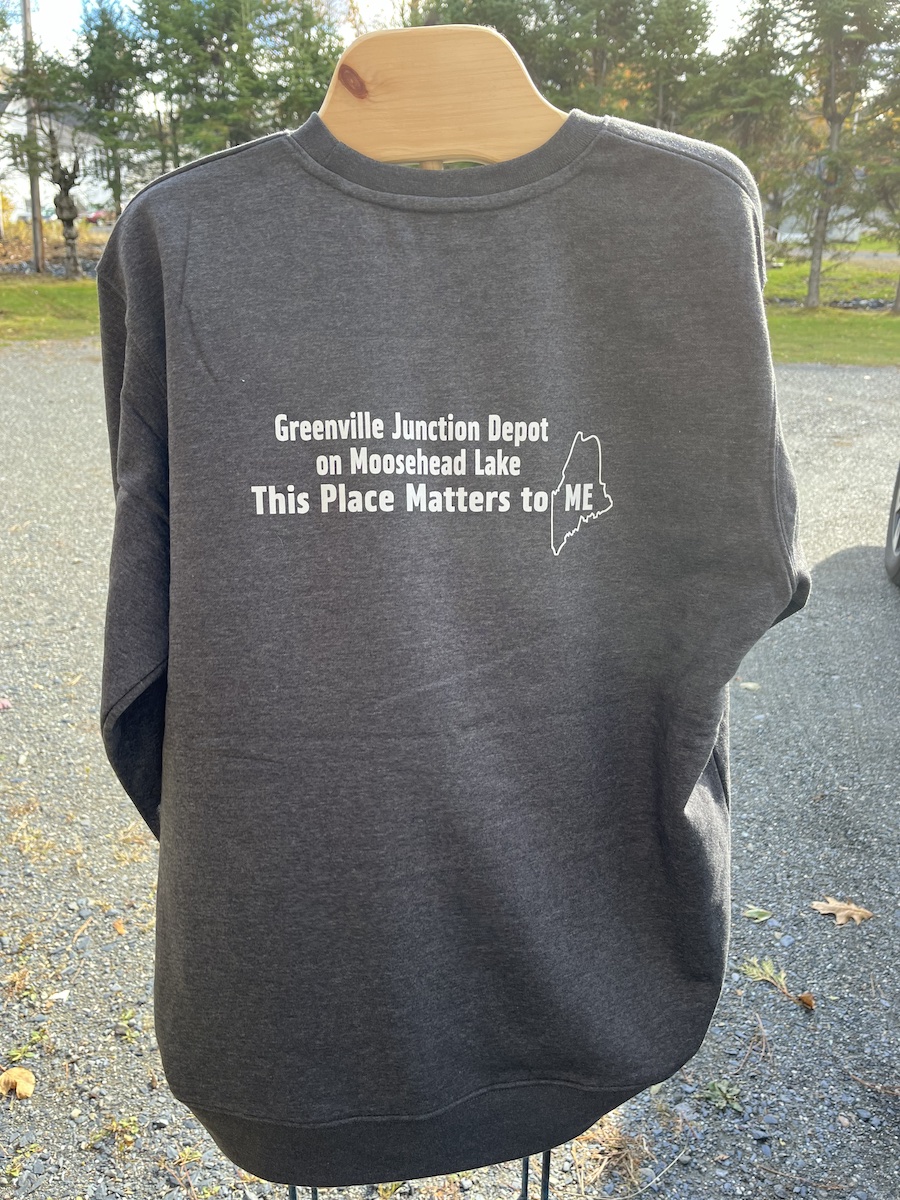 Greenville Junction Depot
on Moosehead Lake
This Place Matters to ME